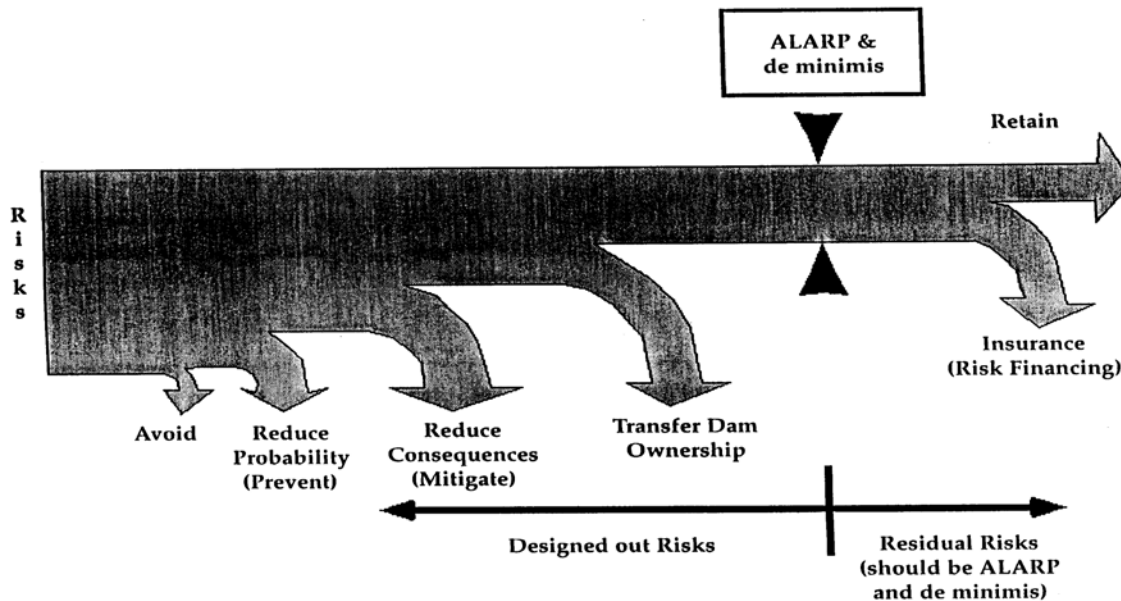 ALARP &
de minimis
Retain
Risks
Insurance
(Risk Financing)
Avoid
Reduce
Probability
(Prevent)
Reduce
Consequences
(Mitigate)
Transfer Dam
Ownership
Designed out Risks
Residual Risks
(should be ALARP
and de minimis)